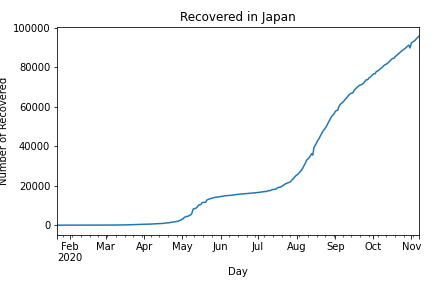 Recovered in Japan
Number of Recovered
100000
80000
60000
40000
20000
0
Feb Mar Apr May Jun Jul Aug Sep Oct Nov
2020
Day